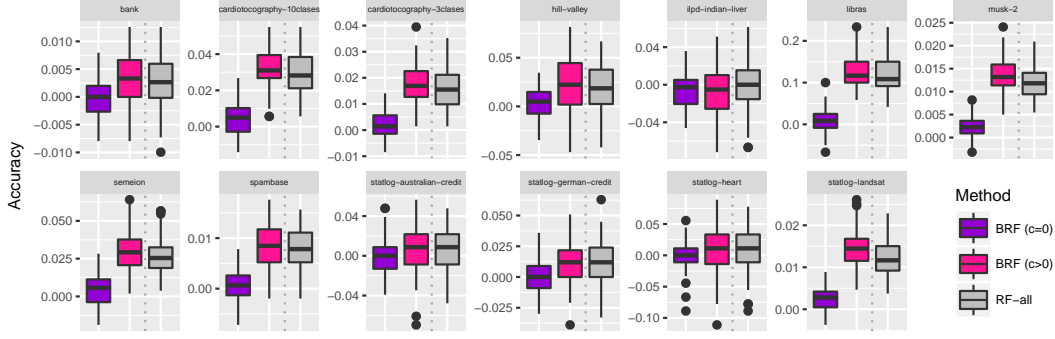 bank
cardiotocography−10clases
cardiotocography−3clases
hill−valley
ilpd−indian−liver
libras
musk−2
0.010
0.005
0.000
−0.005
−0.010
0.04
0.02
0.00
0.04
0.03
0.02
0.01
0.00
−0.01
0.05
0.00
−0.05
0.04
0.00
−0.04
0.2
0.1
0.0
0.025
0.020
0.015
0.010
0.005
0.000
Accuracy
semeion
spambase
statlog−australian−credit
statlog−german−credit
statlog−heart
statlog−landsat
0.050
0.025
0.000
0.01
0.00
0.04
0.00
−0.04
0.050
0.025
0.000
−0.025
0.05
0.00
−0.05
−0.10
0.02
0.01
0.00
Method
BRF (c=0)
BRF (c>0)
RF−all